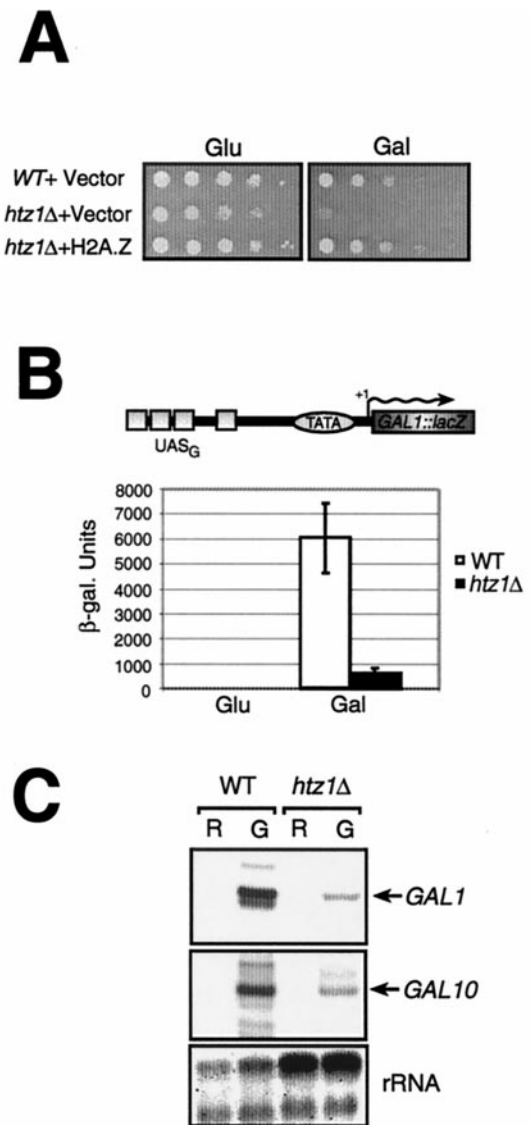 A
Glu Gal
WT+ Vector
htz1Δ+Vector
htz1Δ+H2A.Z
B
+1
TATA GAL1::lacZ
UASG
β-gal. Units
8000
7000
6000
5000
4000
3000
2000
1000
0
WT
htz1Δ
Glu Gal
C
WT htz1Δ
R G R G
GAL1
GAL10
rRNA